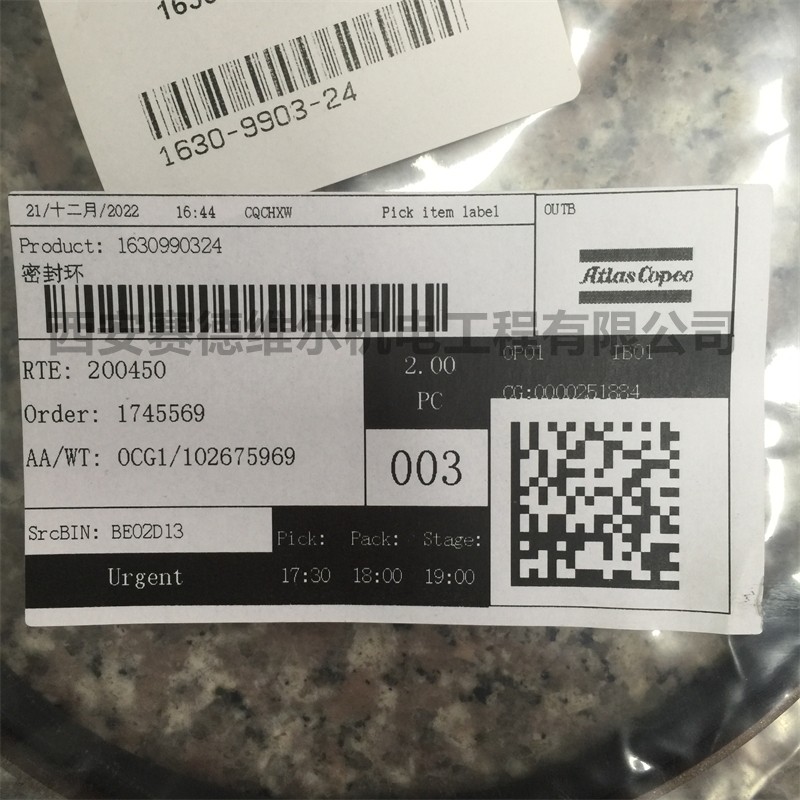 1630-9903-24
21/十二月/2022 16:44 CQCHXW Pick item label OUTB
Product: 1630990324
密封环
Atlas Copco
西安赛德维尔机电工程有限公司
RTE: 200450
2.00
PC
OP01 IB01
CG:0000251884
Order: 1745569
AA/WT: OCG1/102675969
003
SrcBIN: BE02D13
Pick: Pack: Stage:
Urgent
17:30 18:00 19:00